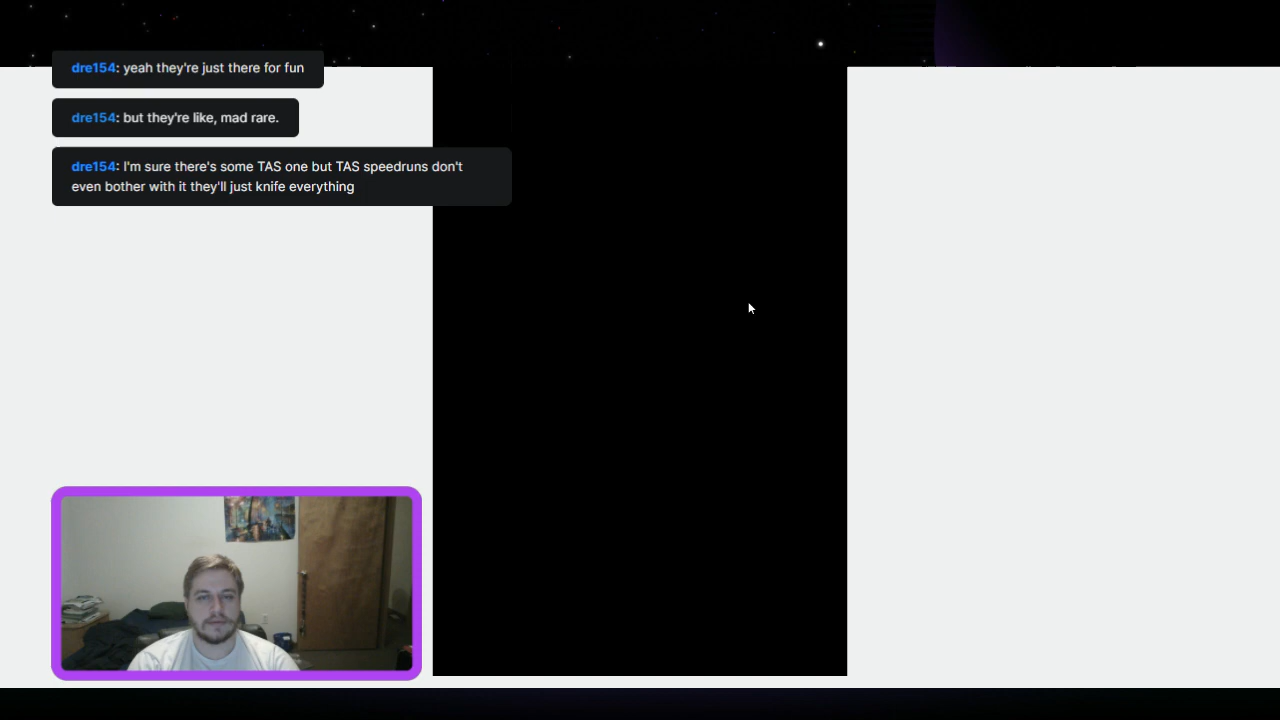 dre154: yeah they're just there for fun
dre154: but they're like, mad rare.
dre154: I'm sure there's some TAS one but TAS speedruns don't
even bother with it they'll just knife everything